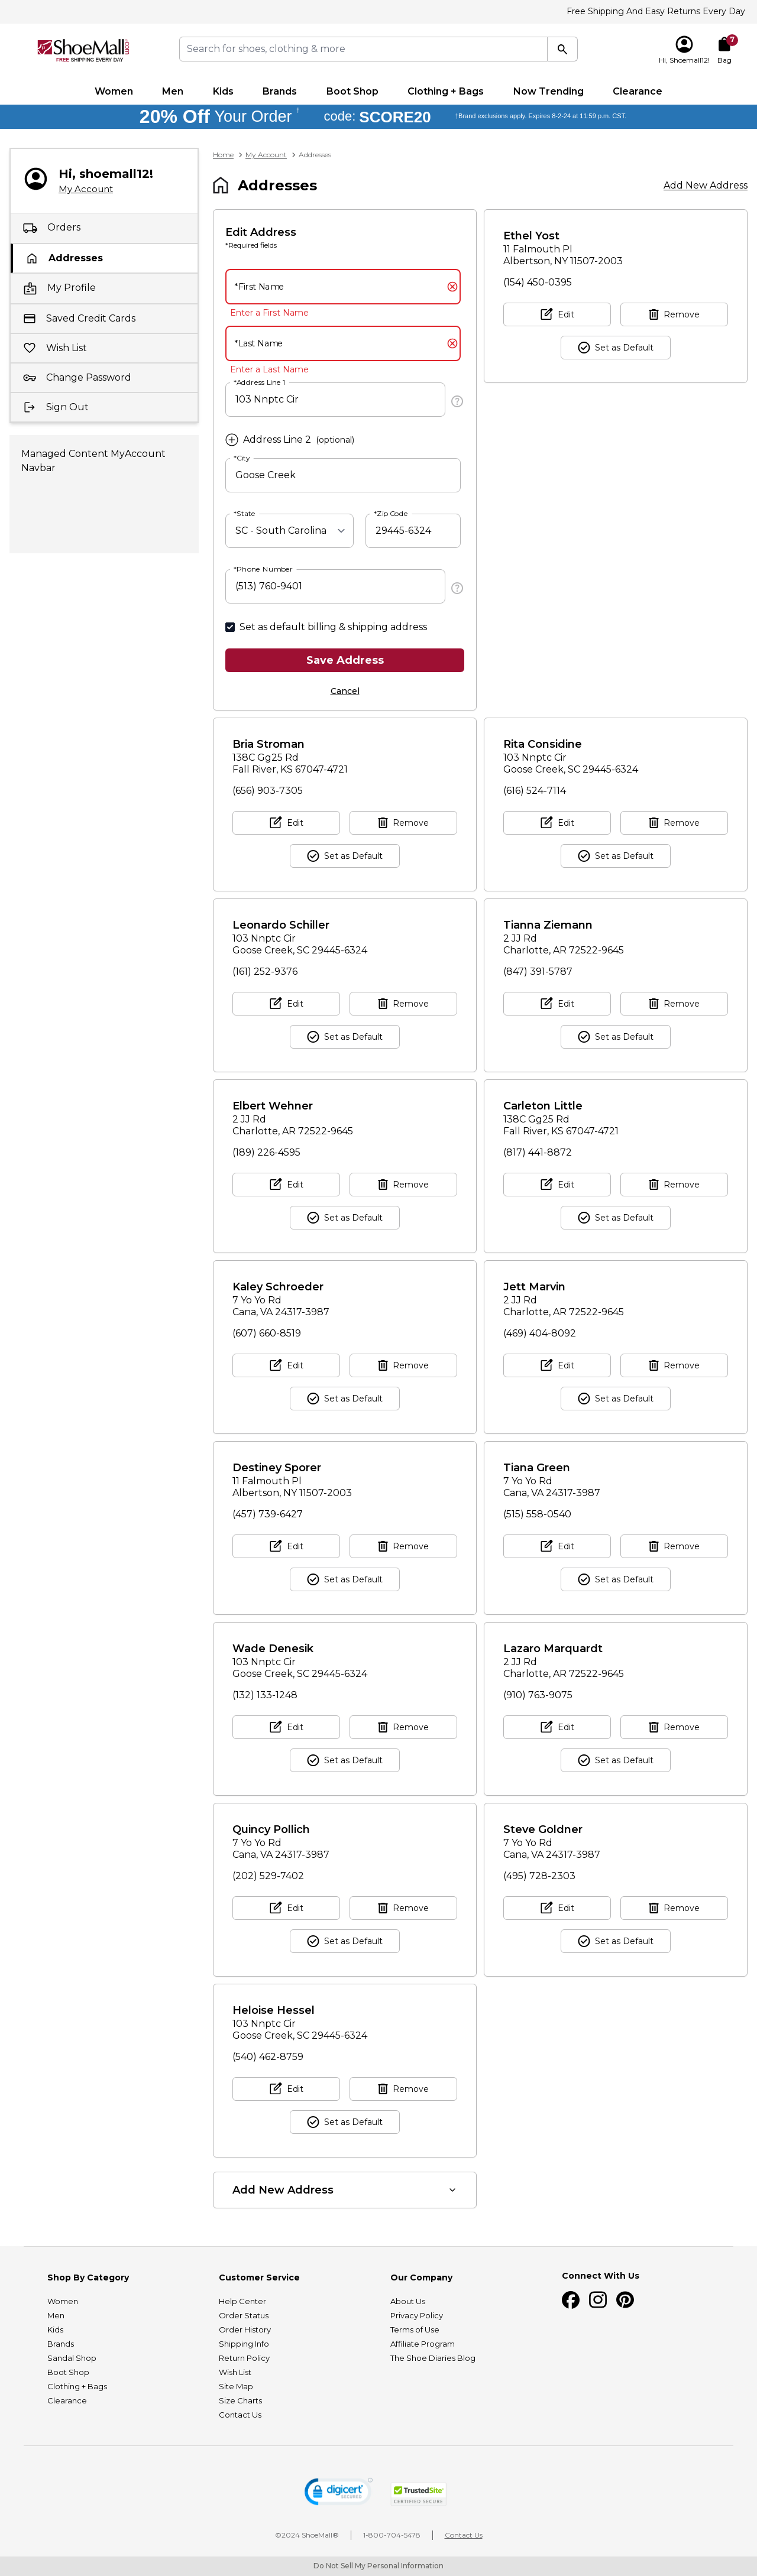 Free Shipping And Easy Returns Every Day
ShoeMall.com
FREE SHIPPING EVERY DAY
Search for shoes, clothing & more
Hi, Shoemall12!
7
Bag
Women Men Kids Brands Boot Shop Clothing + Bags Now Trending Clearance
20% Off Your Order † code: SCORE20 †Brand exclusions apply. Expires 8-2-24 at 11:59 p.m. CST.
Hi, shoemall12!
My Account
Orders
Addresses
My Profile
Saved Credit Cards
Wish List
Change Password
Sign Out
Managed Content MyAccount
Navbar
Home > My Account > Addresses
Addresses
Add New Address
Edit Address
*Required fields
*First Name
Enter a First Name
*Last Name
Enter a Last Name
*Address Line 1
103 Nnptc Cir
Address Line 2 (optional)
*City
Goose Creek
*State
SC - South Carolina
*Zip Code
29445-6324
*Phone Number
(513) 760-9401
Set as default billing & shipping address
Save Address
Cancel
Ethel Yost
11 Falmouth Pl
Albertson, NY 11507-2003
(154) 450-0395
Edit
Remove
Set as Default
Bria Stroman
138C Gg25 Rd
Fall River, KS 67047-4721
(656) 903-7305
Edit
Remove
Set as Default
Rita Considine
103 Nnptc Cir
Goose Creek, SC 29445-6324
(616) 524-7114
Edit
Remove
Set as Default
Leonardo Schiller
103 Nnptc Cir
Goose Creek, SC 29445-6324
(161) 252-9376
Edit
Remove
Set as Default
Tianna Ziemann
2 JJ Rd
Charlotte, AR 72522-9645
(847) 391-5787
Edit
Remove
Set as Default
Elbert Wehner
2 JJ Rd
Charlotte, AR 72522-9645
(189) 226-4595
Edit
Remove
Set as Default
Carleton Little
138C Gg25 Rd
Fall River, KS 67047-4721
(817) 441-8872
Edit
Remove
Set as Default
Kaley Schroeder
7 Yo Yo Rd
Cana, VA 24317-3987
(607) 660-8519
Edit
Remove
Set as Default
Jett Marvin
2 JJ Rd
Charlotte, AR 72522-9645
(469) 404-8092
Edit
Remove
Set as Default
Destiney Sporer
11 Falmouth Pl
Albertson, NY 11507-2003
(457) 739-6427
Edit
Remove
Set as Default
Tiana Green
7 Yo Yo Rd
Cana, VA 24317-3987
(515) 558-0540
Edit
Remove
Set as Default
Wade Denesik
103 Nnptc Cir
Goose Creek, SC 29445-6324
(132) 133-1248
Edit
Remove
Set as Default
Lazaro Marquardt
2 JJ Rd
Charlotte, AR 72522-9645
(910) 763-9075
Edit
Remove
Set as Default
Quincy Pollich
7 Yo Yo Rd
Cana, VA 24317-3987
(202) 529-7402
Edit
Remove
Set as Default
Steve Goldner
7 Yo Yo Rd
Cana, VA 24317-3987
(495) 728-2303
Edit
Remove
Set as Default
Heloise Hessel
103 Nnptc Cir
Goose Creek, SC 29445-6324
(540) 462-8759
Edit
Remove
Set as Default
Add New Address
Shop By Category
Women
Men
Kids
Brands
Sandal Shop
Boot Shop
Clothing + Bags
Clearance
Customer Service
Help Center
Order Status
Order History
Shipping Info
Return Policy
Wish List
Site Map
Size Charts
Contact Us
Our Company
About Us
Privacy Policy
Terms of Use
Affiliate Program
The Shoe Diaries Blog
Connect With Us
digicert
SECURED
TrustedSite
CERTIFIED SECURE
©2024 ShoeMall® | 1-800-704-5478 | Contact Us
Do Not Sell My Personal Information